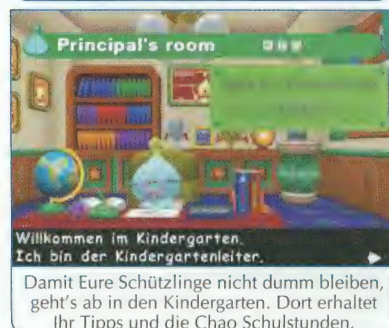 Principal's room
Willkommen im Kindergarten.
Ich bin der Kindergartenleiter.
Damit Eure Schützlinge nicht dumm bleiben,
geht's ab in den Kindergarten. Dort erhaltet
Ihr Tipps und die Chao Schulstunden.